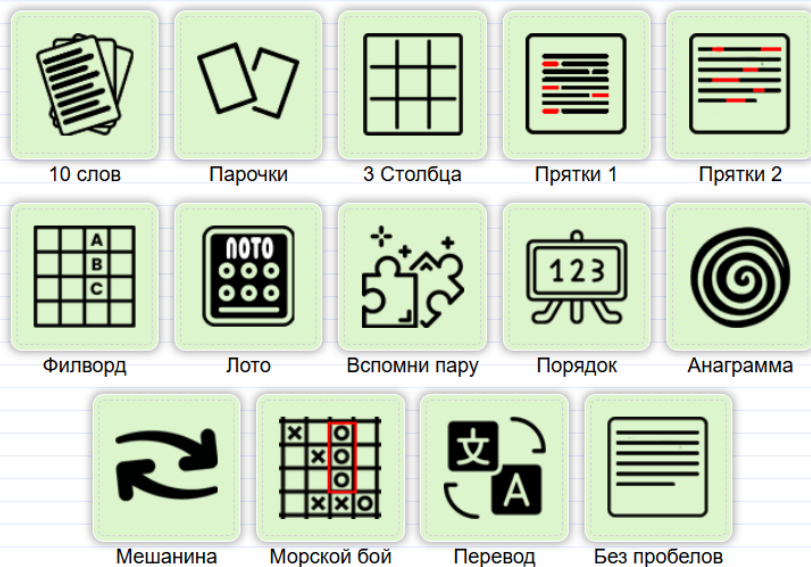 10 слов
Парочки
3 Столбца
Прятки 1
Прятки 2
A
B
C
ЛОТО
123
Филворд
Лото
Вспомни пару
Порядок
Анаграмма
文
A
Мешанина
Морской бой
Перевод
Без пробелов